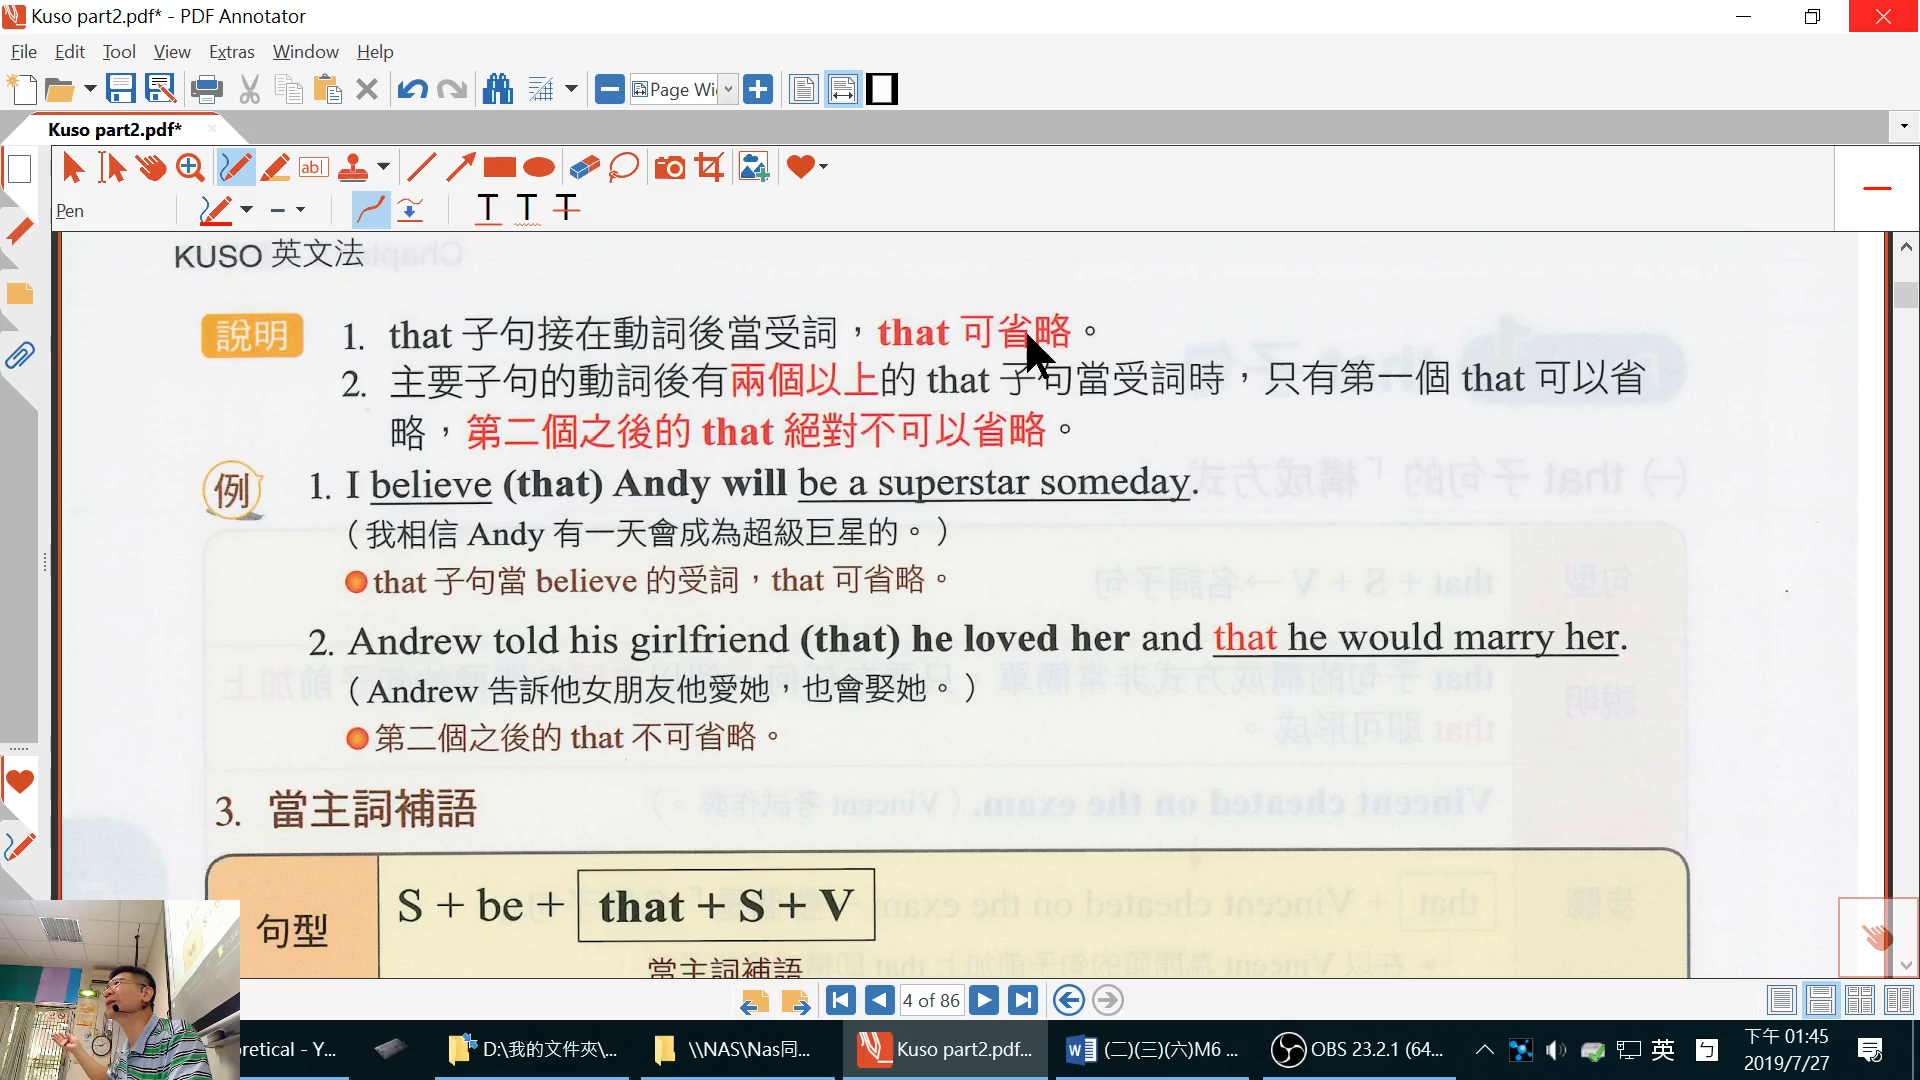 Kuso part2.pdf* - PDF Annotator
File Edit Tool View Extras Window Help
Page Wi
Kuso part2.pdf*
ab|
Pen
T T T
KUSO 英文法
說明 1. that 子句接在動詞後當受詞，that 可省略。
2. 主要子句的動詞後有兩個以上的 that 子句當受詞時，只有第一個 that 可以省
略，第二個之後的 that 絕對不可以省略。
例 1. I believe (that) Andy will be a superstar someday.
（我相信 Andy 有一天會成為超級巨星的。）
that 子句當 believe 的受詞，that 可省略。
2. Andrew told his girlfriend (that) he loved her and that he would marry her.
（Andrew 告訴他女朋友他愛她，也會娶她。）
第二個之後的 that 不可省略。
3. 當主詞補語
句型 S + be + that + S + V
當主詞補語
4 of 86
retical - Y... D:\我的文件夾\... \\NAS\Nas同... Kuso part2.pdf... (二)(三)(六)M6 ... OBS 23.2.1 (64... 英 ㄅ 下午 01:45
2019/7/27